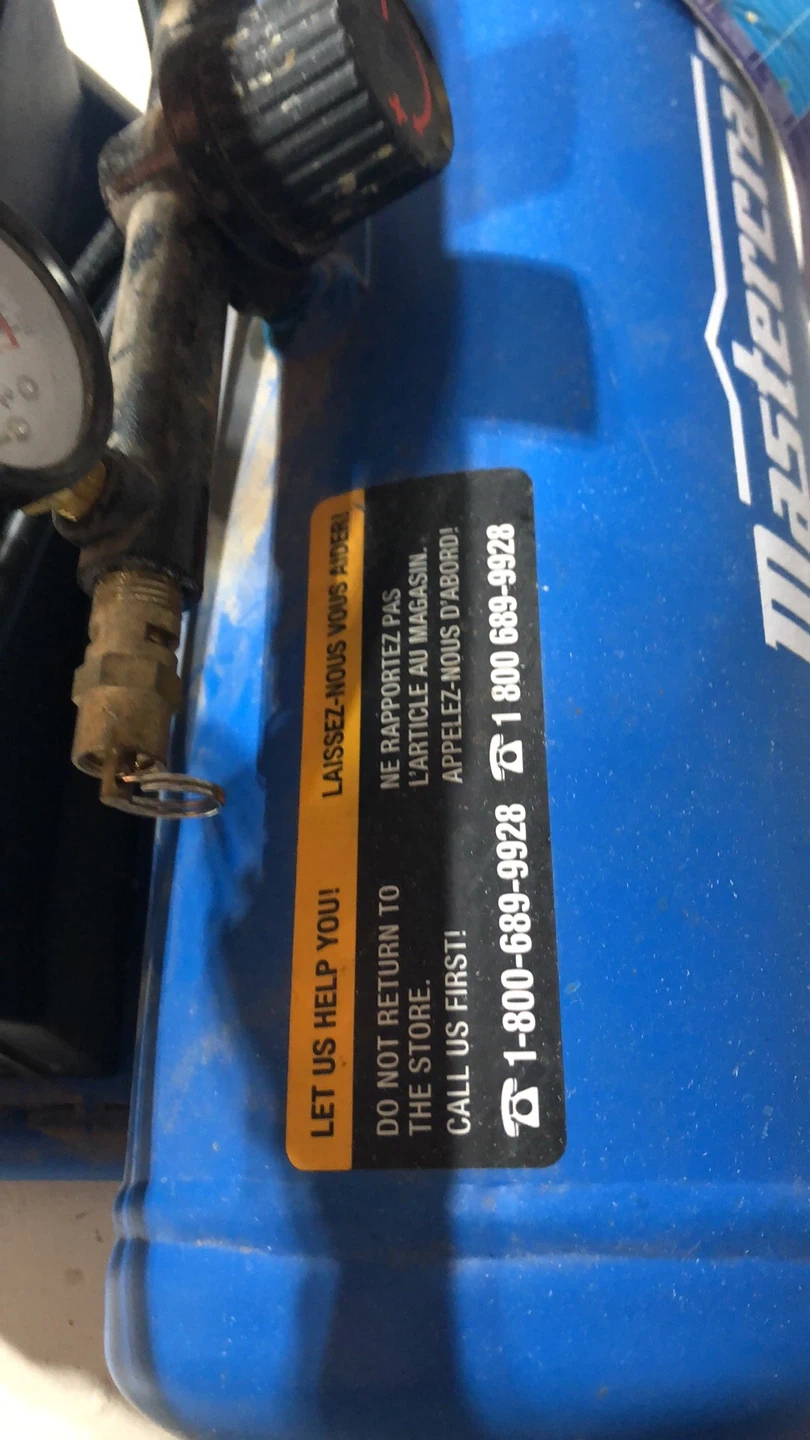 Mastercraft
LET US HELP YOU!
DO NOT RETURN TO
THE STORE.
CALL US FIRST!
1-800-689-9928
LAISSEZ-NOUS VOUS AIDER!
NE RAPPORTEZ PAS
L'ARTICLE AU MAGASIN.
APPELEZ-NOUS D'ABORD!
1 800 689-9928